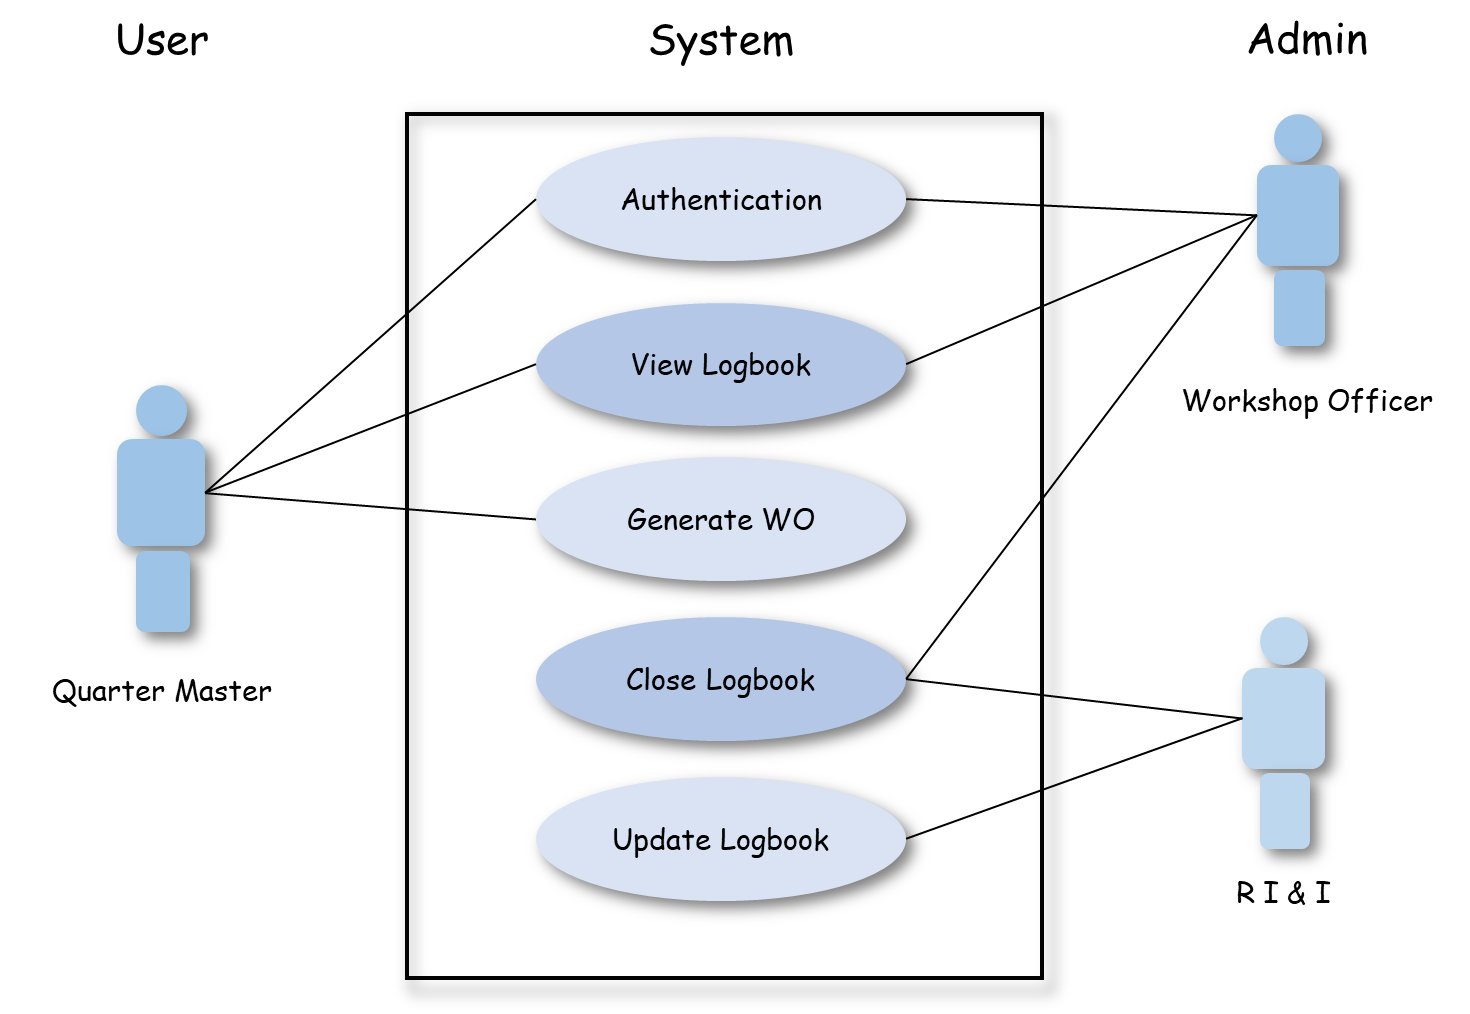 User
System
Admin
Authentication
View Logbook
Workshop Officer
Generate WO
Close Logbook
Quarter Master
Update Logbook
R I & I